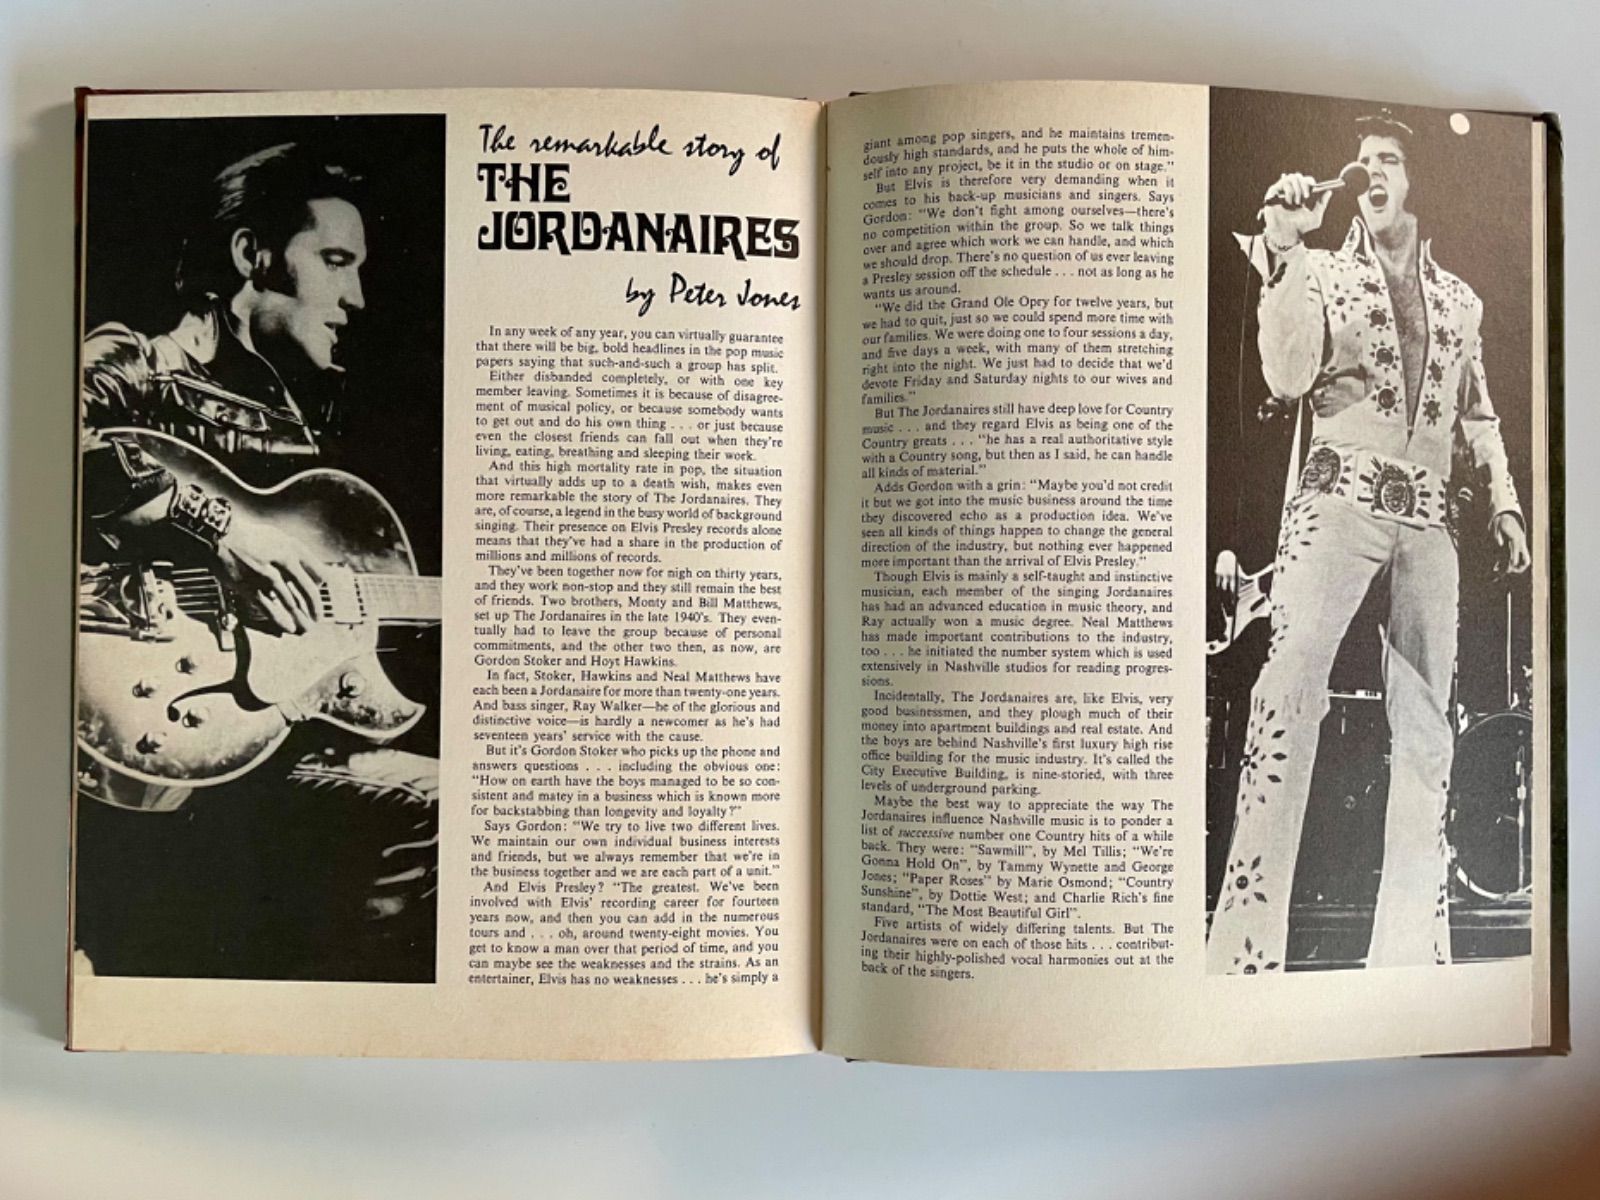 The remarkable story of
THE
JORDANAIRES
by Peter Jones
In any week of any year, you can virtually guarantee
that there will be big, bold headlines in the pop music
papers saying that such-and-such a group has split.
Either disbanded completely, or with one key
member leaving. Sometimes it is because of disagree-
ment of musical policy, or because somebody wants
to get out and do his own thing . . . or just because
even the closest friends can fall out when they're
living, eating, breathing and sleeping their work.
And this high mortality rate in pop, the situation
that virtually adds up to a death wish, makes even
more remarkable the story of The Jordanaires. They
are, of course, a legend in the busy world of background
singing. Their presence on Elvis Presley records alone
means that they've had a share in the production of
millions and millions of records.
They've been together now for nigh on thirty years,
and they work non-stop and they still remain the best
of friends. Two brothers, Monty and Bill Matthews,
set up The Jordanaires in the late 1940's. They even-
tually had to leave the group because of personal
commitments, and the other two then, as now, are
Gordon Stoker and Hoyt Hawkins.
In fact, Stoker, Hawkins and Neal Matthews have
each been a Jordanaire for more than twenty-one years.
And bass singer, Ray Walker—he of the glorious and
distinctive voice—is hardly a newcomer as he's had
seventeen years' service with the cause.
But it's Gordon Stoker who picks up the phone and
answers questions . . . including the obvious one:
"How on earth have the boys managed to be so con-
sistent and matey in a business which is known more
for backstabbing than longevity and loyalty?"
Says Gordon: "We try to live two different lives.
We maintain our own individual business interests
and friends, but we always remember that we're in
the business together and we are each part of a unit."
And Elvis Presley? "The greatest. We've been
involved with Elvis' recording career for fourteen
years now, and then you can add in the numerous
tours and . . . oh, around twenty-eight movies. You
get to know a man over that period of time, and you
can maybe see the weaknesses and the strains. As an
entertainer, Elvis has no weaknesses . . . he's simply a
giant among pop singers, and he maintains tremen-
dously high standards, and he puts the whole of him-
self into any project, be it in the studio or on stage."
But Elvis is therefore very demanding when it
comes to his back-up musicians and singers. Says
Gordon: "We don't fight among ourselves—there's
no competition within the group. So we talk things
over and agree which work we can handle, and which
we should drop. There's no question of us ever leaving
a Presley session off the schedule . . . not as long as he
wants us around.
"We did the Grand Ole Opry for twelve years, but
we had to quit, just so we could spend more time with
our families. We were doing one to four sessions a day,
and five days a week, with many of them stretching
right into the night. We just had to decide that we'd
devote Friday and Saturday nights to our wives and
families."
But The Jordanaires still have deep love for Country
music . . . and they regard Elvis as being one of the
Country greats . . . "he has a real authoritative style
with a Country song, but then as I said, he can handle
all kinds of material."
Adds Gordon with a grin: "Maybe you'd not credit
it but we got into the music business around the time
they discovered echo as a production idea. We've
seen all kinds of things happen to change the general
direction of the industry, but nothing ever happened
more important than the arrival of Elvis Presley."
Though Elvis is mainly a self-taught and instinctive
musician, each member of the singing Jordanaires
has had an advanced education in music theory, and
Ray actually won a music degree. Neal Matthews
has made important contributions to the industry,
too . . . he initiated the number system which is used
extensively in Nashville studios for reading progres-
sions.
Incidentally, The Jordanaires are, like Elvis, very
good businessmen, and they plough much of their
money into apartment buildings and real estate. And
the boys are behind Nashville's first luxury high rise
office building for the music industry. It's called the
City Executive Building, is nine-storied, with three
levels of underground parking.
Maybe the best way to appreciate the way The
Jordanaires influence Nashville music is to ponder a
list of successive number one Country hits of a while
back. They were: "Sawmill", by Mel Tillis; "We're
Gonna Hold On", by Tammy Wynette and George
Jones; "Paper Roses" by Marie Osmond; "Country
Sunshine", by Dottie West; and Charlie Rich's fine
standard, "The Most Beautiful Girl".
Five artists of widely differing talents. But The
Jordanaires were on each of those hits . . . contribut-
ing their highly-polished vocal harmonies out at the
back of the singers.